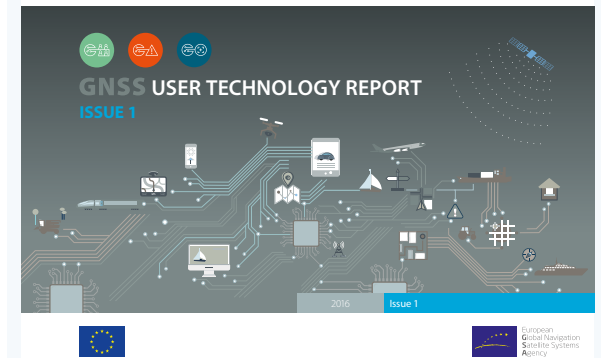 GNSS USER TECHNOLOGY REPORT
ISSUE 1
2016
Issue 1
European
Global Navigation
Satellite Systems
Agency